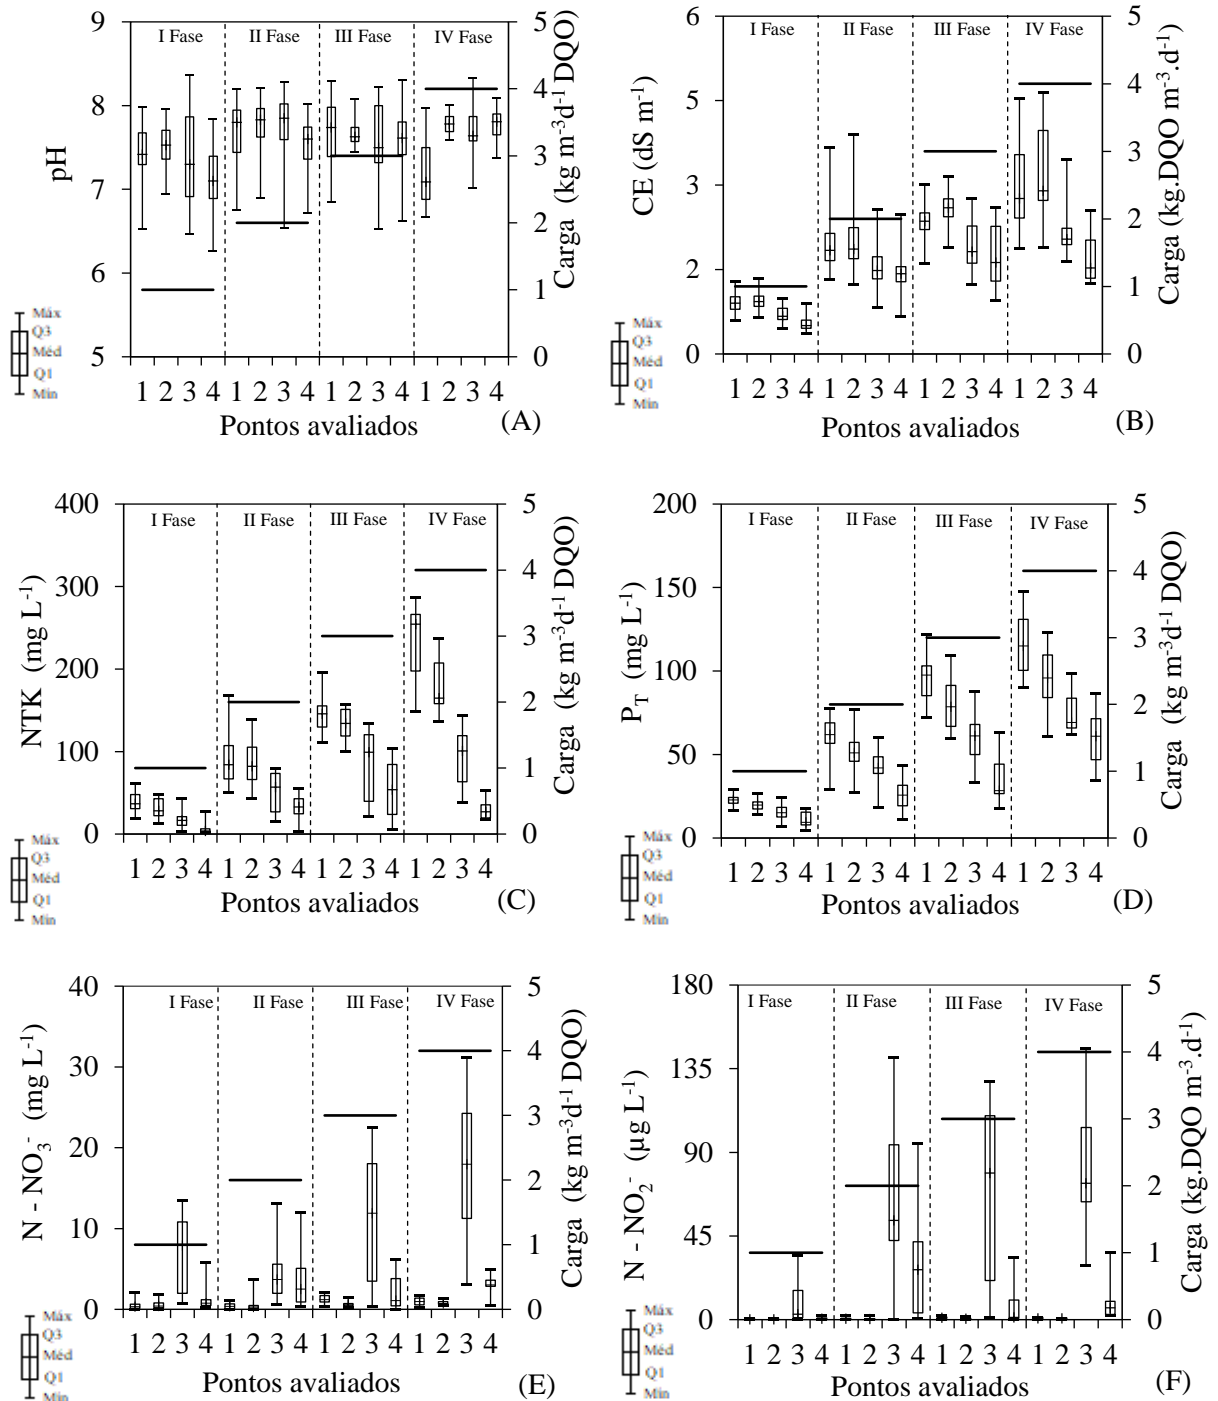 9
8
7
6
5
pH
I Fase
II Fase
III Fase
IV Fase
5
4
3
2
1
0
Carga (kg m-3d-1 DQO)
Máx
Q3
Méd
Q1
Mín
1 2 3 4 1 2 3 4 1 2 3 4 1 2 3 4
Pontos avaliados
(A)
6
5
3
2
0
CE (dS m-1)
I Fase
II Fase
III Fase
IV Fase
5
4
3
2
1
0
Carga (kg.DQO m-3.d-1)
Máx
Q3
Méd
Q1
Mín
1 2 3 4 1 2 3 4 1 2 3 4 1 2 3 4
Pontos avaliados
(B)
400
300
200
100
0
NTK (mg L-1)
I Fase
II Fase
III Fase
IV Fase
5
4
3
2
1
0
Carga (kg m-3d-1 DQO)
Máx
Q3
Méd
Q1
Mín
1 2 3 4 1 2 3 4 1 2 3 4 1 2 3 4
Pontos avaliados
(C)
200
150
100
50
0
PT (mg L-1)
I Fase
II Fase
III Fase
IV Fase
5
4
3
2
1
0
Carga (kg m-3d-1 DQO)
Máx
Q3
Méd
Q1
Mín
1 2 3 4 1 2 3 4 1 2 3 4 1 2 3 4
Pontos avaliados
(D)
40
30
20
10
0
N - NO3- (mg L-1)
I Fase
II Fase
III Fase
IV Fase
5
4
3
2
1
0
Carga (kg m-3d-1 DQO)
Máx
Q3
Méd
Q1
Mín
1 2 3 4 1 2 3 4 1 2 3 4 1 2 3 4
Pontos avaliados
(E)
180
135
90
45
0
N - NO2- (µg L-1)
I Fase
II Fase
III Fase
IV Fase
5
4
3
2
1
0
Carga (kg.DQO m-3.d-1)
Máx
Q3
Méd
Q1
Mín
1 2 3 4 1 2 3 4 1 2 3 4 1 2 3 4
Pontos avaliados
(F)